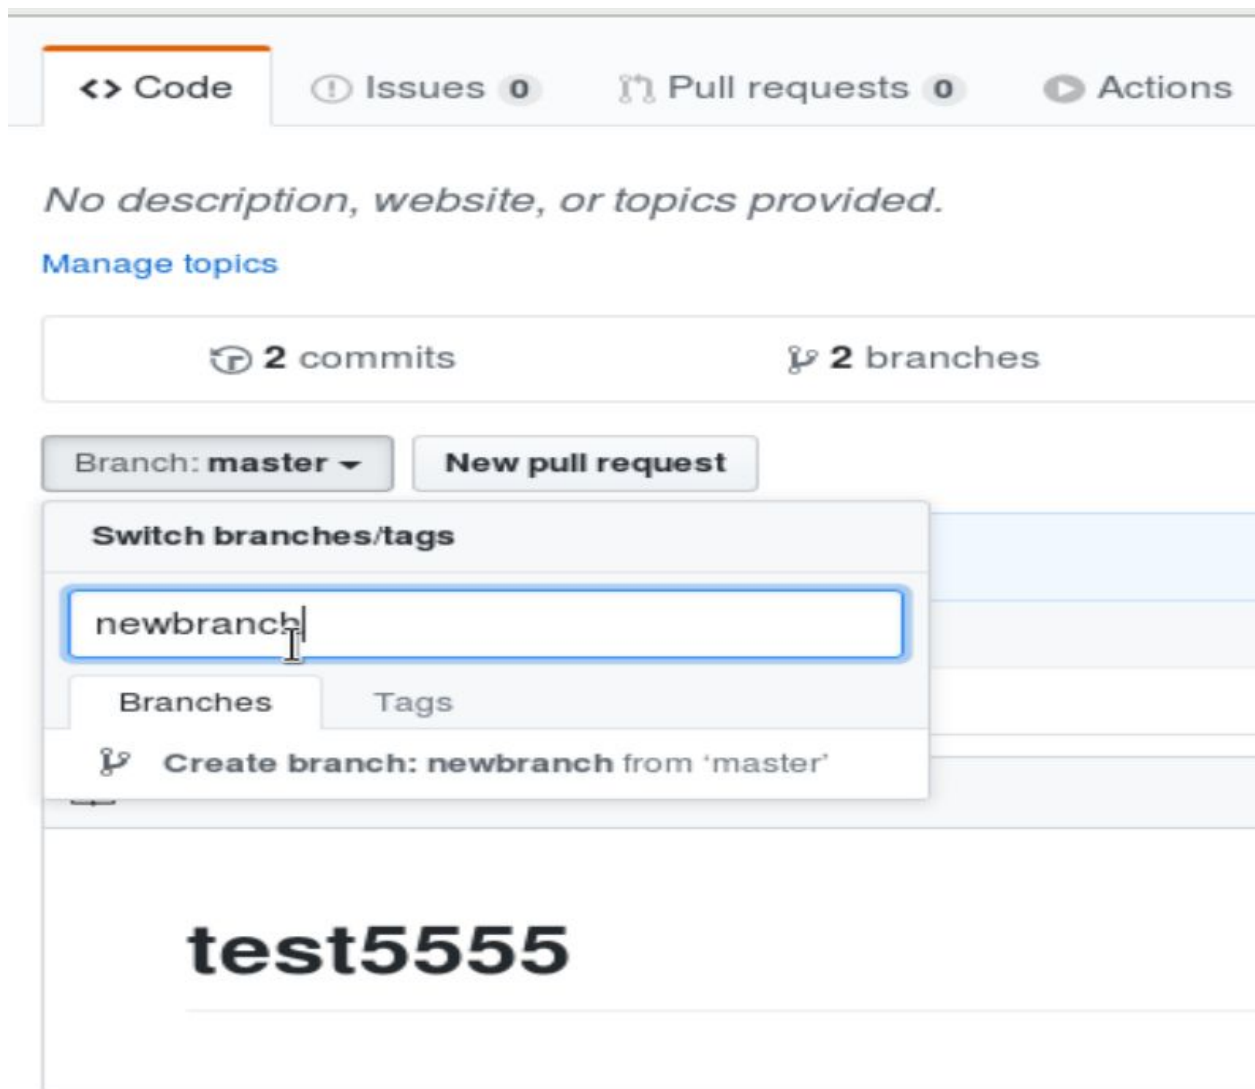 <> Code Issues 0 Pull requests 0 Actions
No description, website, or topics provided.
Manage topics
2 commits 2 branches
Branch: master New pull request
Switch branches/tags
newbranch
Branches Tags
Create branch: newbranch from ‘master’
test5555